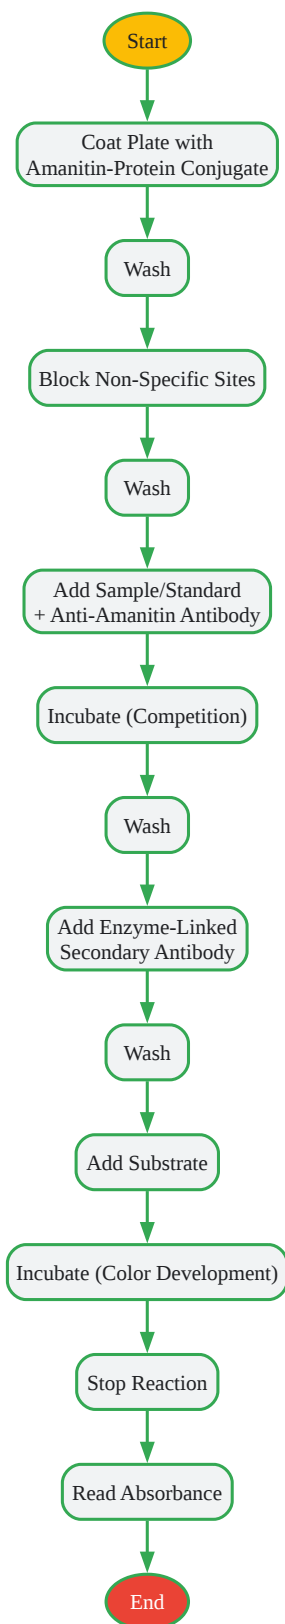 Start
Coat Plate with
Amanitin-Protein Conjugate
Wash
Block Non-Specific Sites
Wash
Add Sample/Standard
+ Anti-Amanitin Antibody
Incubate (Competition)
Wash
Add Enzyme-Linked
Secondary Antibody
Wash
Add Substrate
Incubate (Color Development)
Stop Reaction
Read Absorbance
End